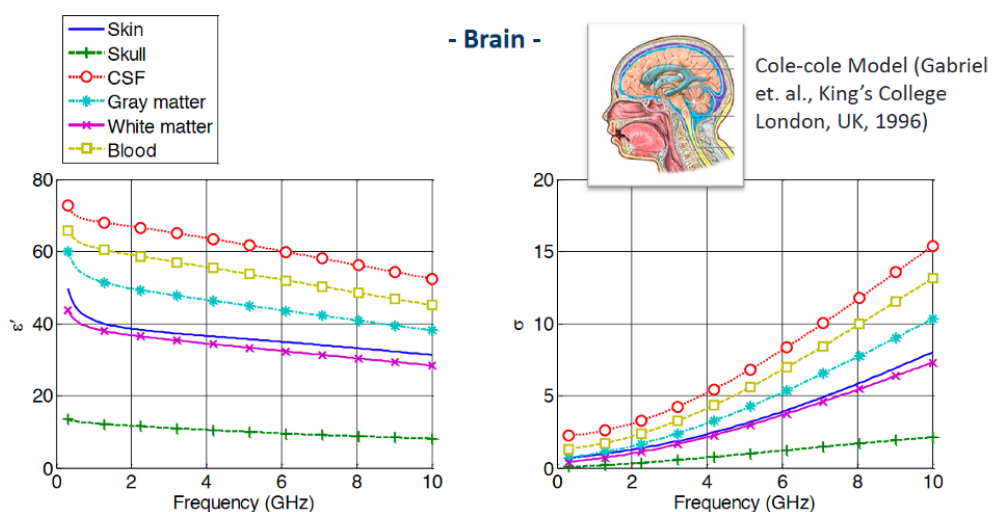 Skin
Skull
CSF
Gray matter
White matter
Blood
- Brain -
Cole-cole Model (Gabriel
et. al., King's College
London, UK, 1996)
80
60
40
20
0
ε'
0
2
4
6
8
10
Frequency (GHz)
20
15
10
5
0
σ
0
2
4
6
8
10
Frequency (GHz)